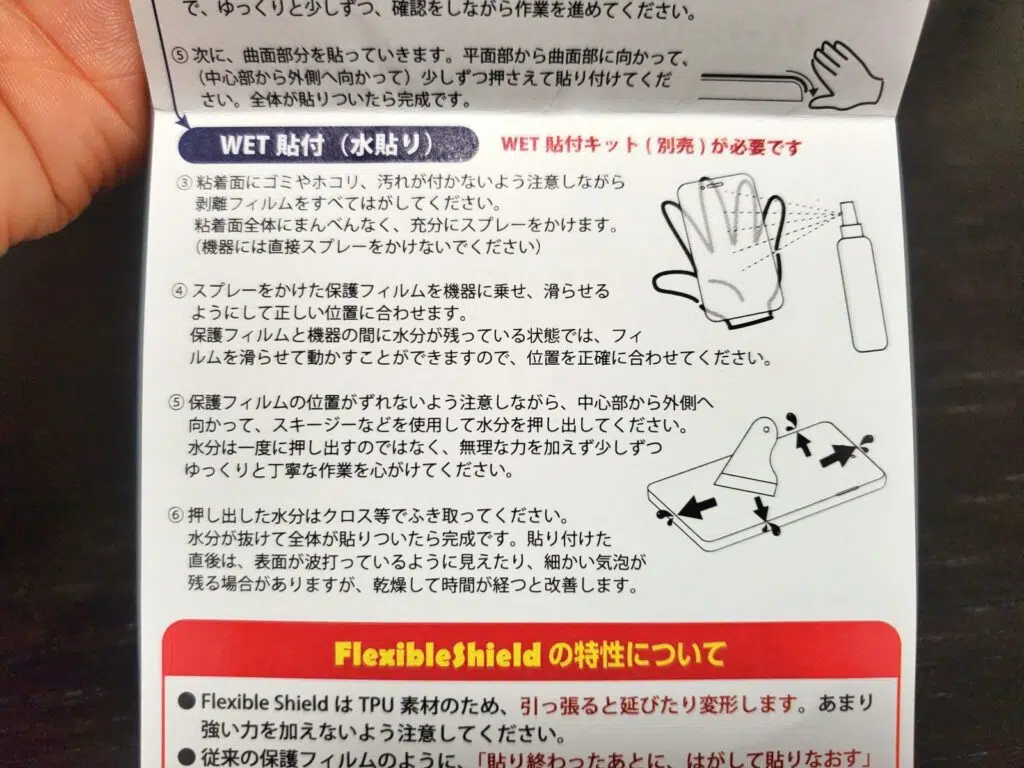 で、ゆっくりと少しずつ、確認をしながら作業を進めてください。
⑤ 次に、曲面部分を貼っていきます。平面部から曲面部に向かって、
（中心部から外側へ向かって）少しずつ押さえて貼り付けてくだ
さい。全体が貼りついたら完成です。
WET 貼付（水貼り）
WET 貼付キット ( 別売 ) が必要です
③ 粘着面にゴミやホコリ、汚れが付かないよう注意しながら
剥離フィルムをすべてはがしてください。
粘着面全体にまんべんなく、充分にスプレーをかけます。
（機器には直接スプレーをかけないでください）
④ スプレーをかけた保護フィルムを機器に乗せ、滑らせる
ようにして正しい位置に合わせます。
保護フィルムと機器の間に水分が残っている状態では、フィ
ルムを滑らせて動かすことができますので、位置を正確に合わせてください。
⑤ 保護フィルムの位置がずれないよう注意しながら、中心部から外側へ
向かって、スキージーなどを使用して水分を押し出してください。
水分は一度に押し出すのではなく、無理な力を加えず少しずつ
ゆっくりと丁寧な作業を心がけてください。
⑥ 押し出した水分はクロス等でふき取ってください。
水分が抜けて全体が貼りついたら完成です。貼り付けた
直後は、表面が波打っているように見えたり、細かい気泡が
残る場合がありますが、乾燥して時間が経つと改善します。
FlexibleShield の特性について
● Flexible Shield は TPU 素材のため、引っ張ると延びたり変形します。あまり
強い力を加えないよう注意してください。
● 従来の保護フィルムのように、「貼り終わったあとに、はがして貼りなおす」